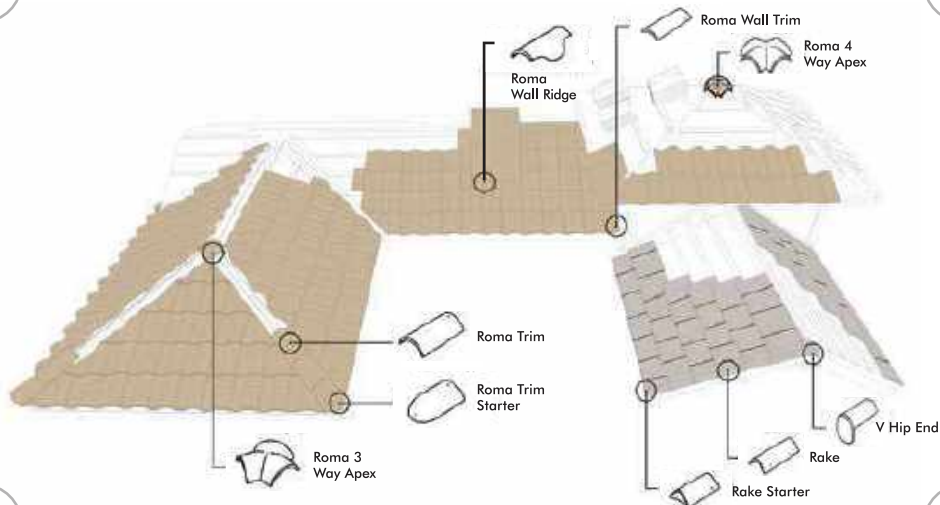 Roma Wall Trim
Roma 4
Way Apex
Roma
Wall Ridge
Roma Trim
Roma Trim
Starter
V Hip End
Roma 3
Way Apex
Rake
Rake Starter